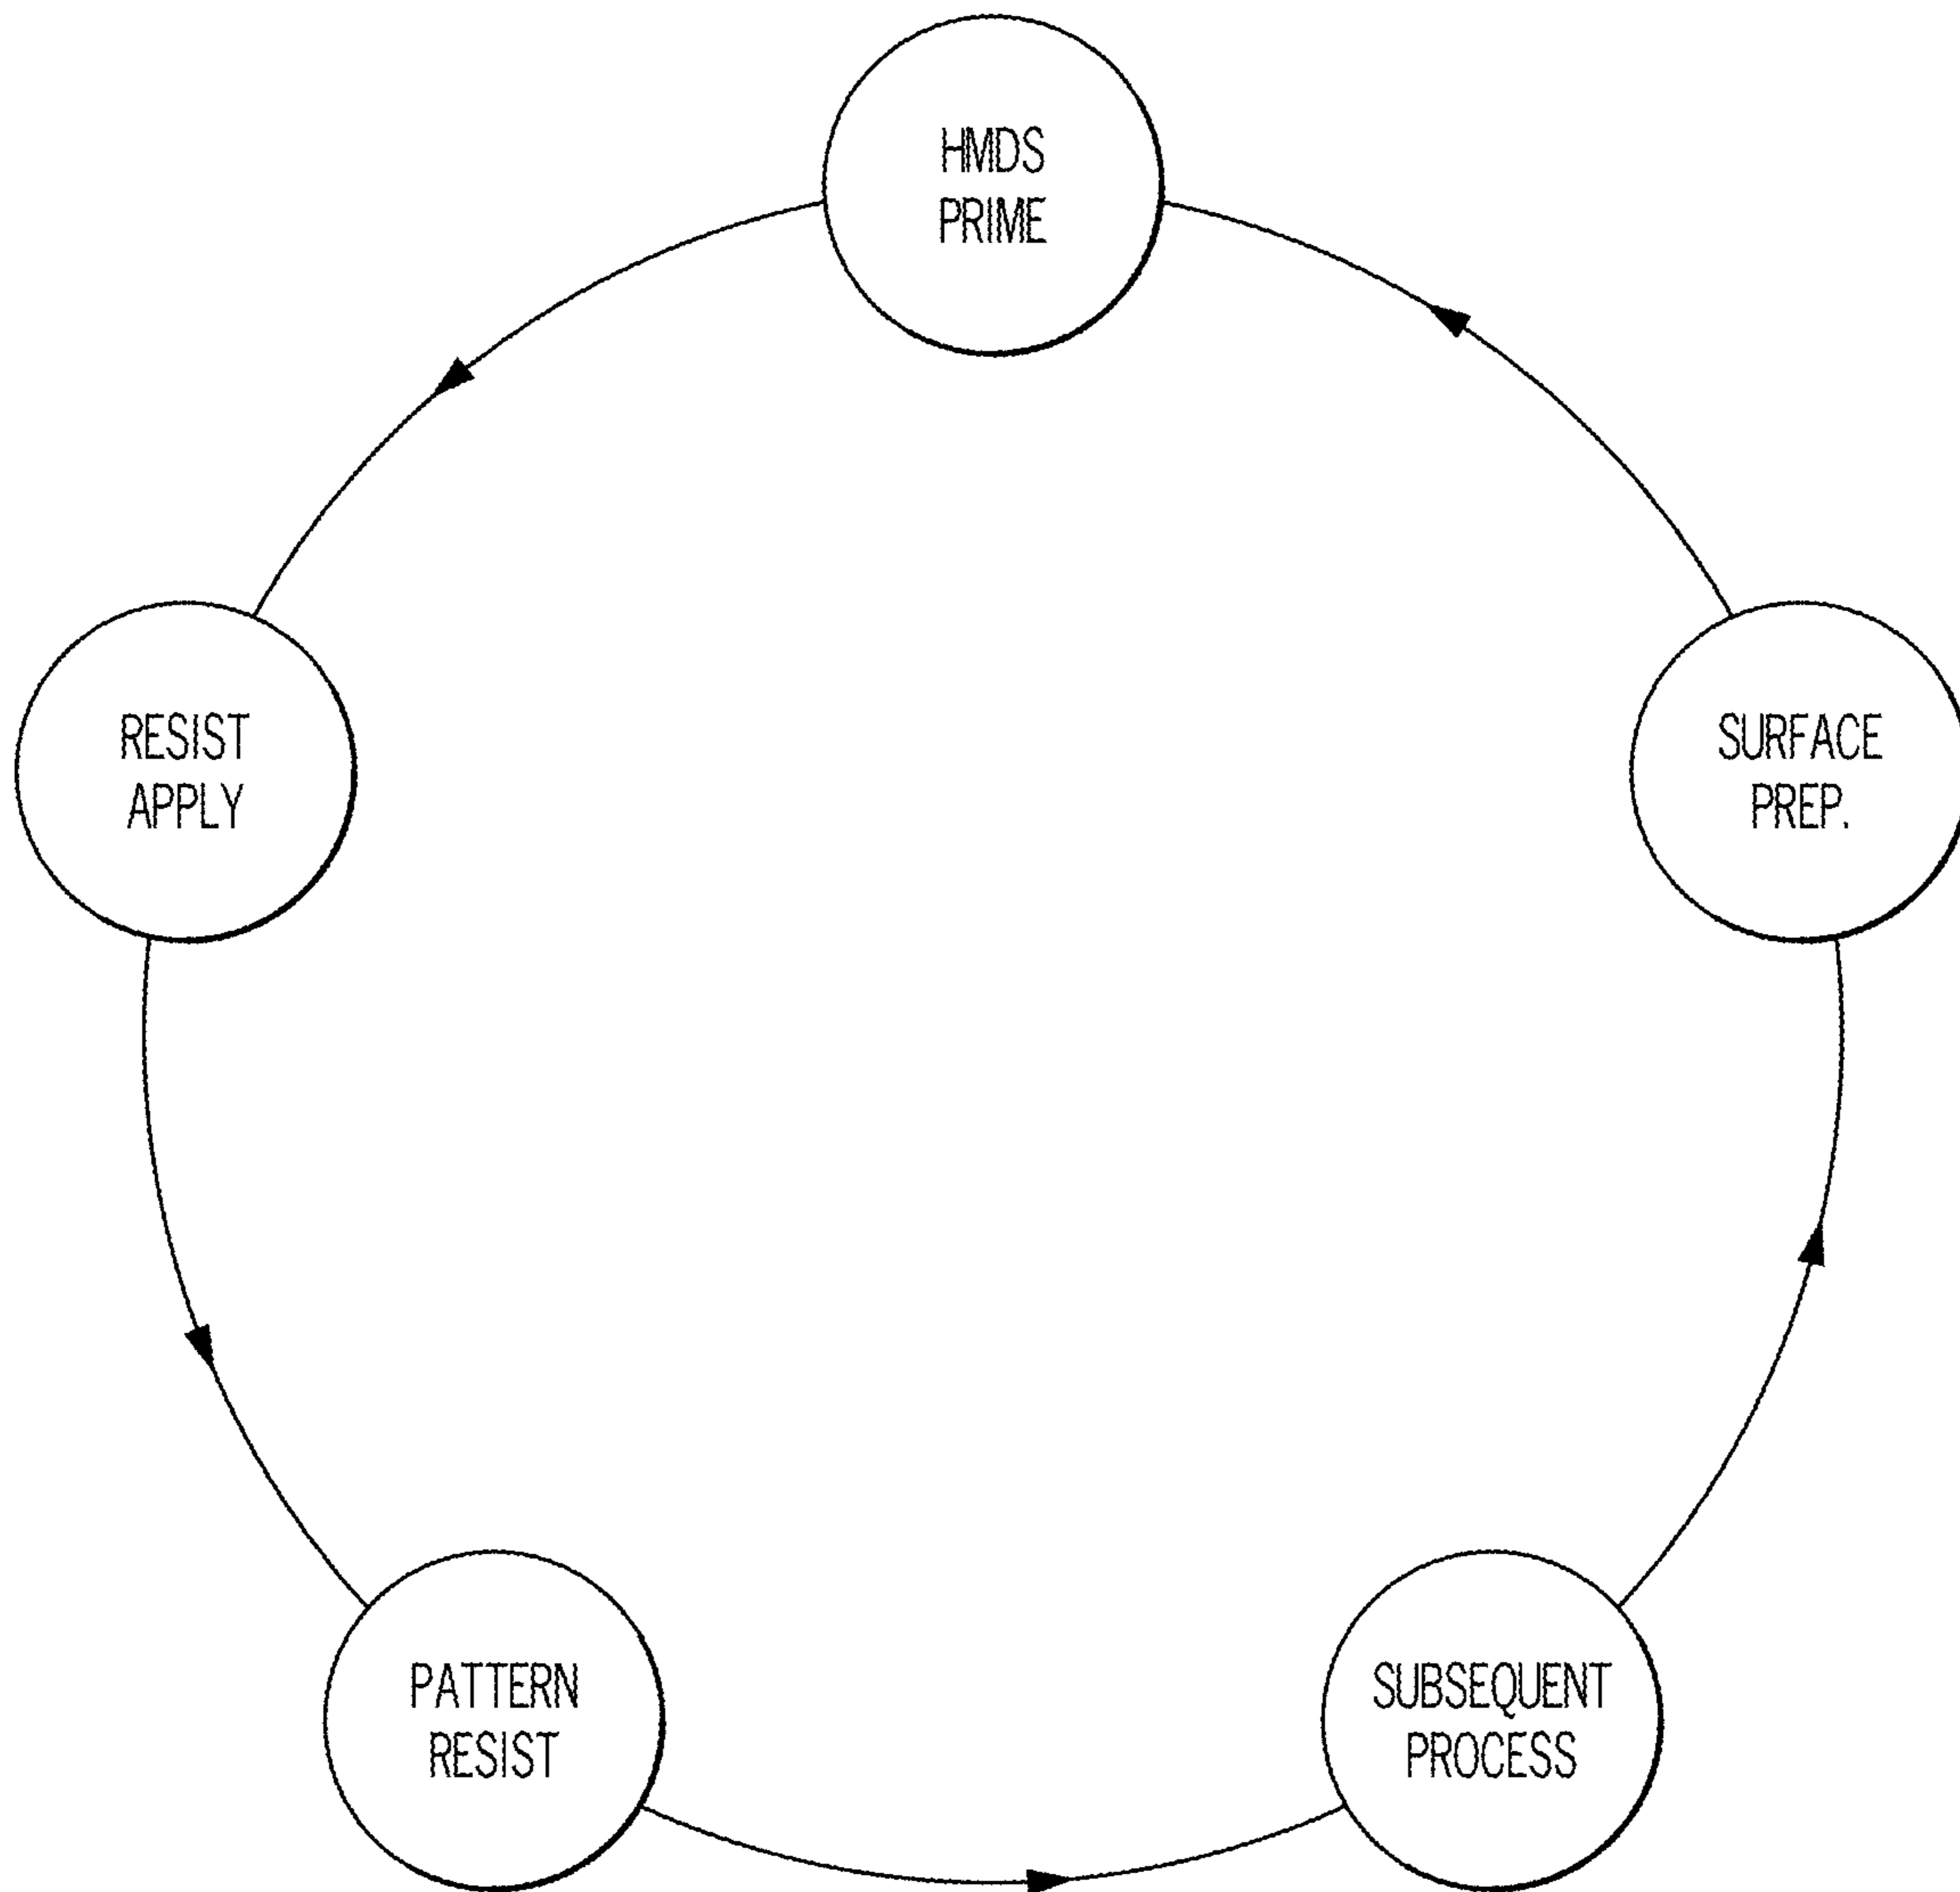 HMDS
PRIME
RESIST
APPLY
SURFACE
PREP.
PATTERN
RESIST
SUBSEQUENT
PROCESS